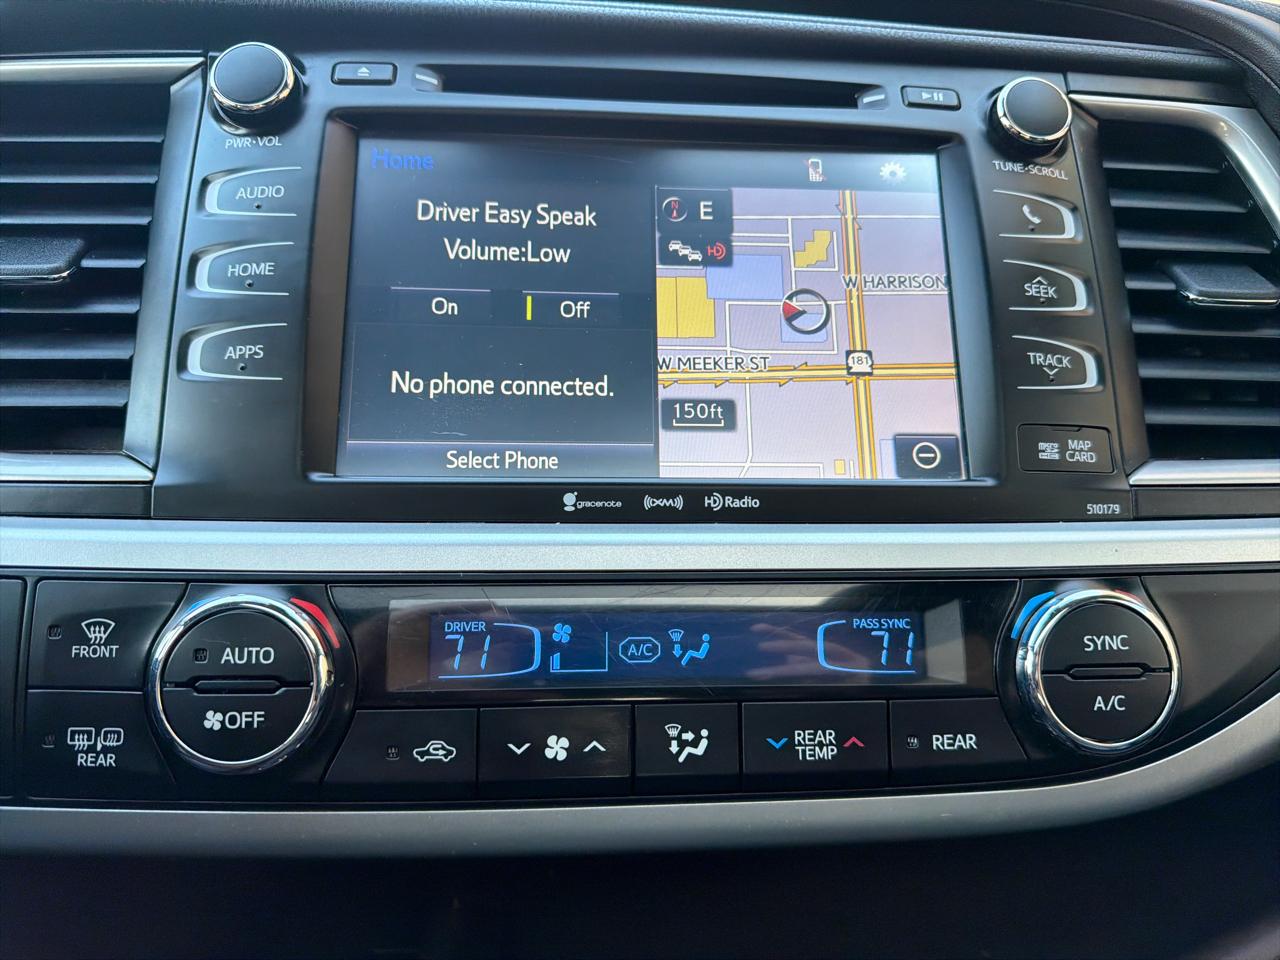 PWR•VOL
AUDIO
HOME
APPS
Home
Driver Easy Speak
Volume:Low
On
Off
No phone connected.
Select Phone
N
E
HD
W HARRISON
W MEEKER ST
181
150ft
TUNE•SCROLL
SEEK
TRACK
MAP
CARD
gracenote
((XM))
HD Radio
510179
FRONT
REAR
AUTO
OFF
DRIVER
71
A/C
PASS SYNC
71
REAR
TEMP
REAR
SYNC
A/C